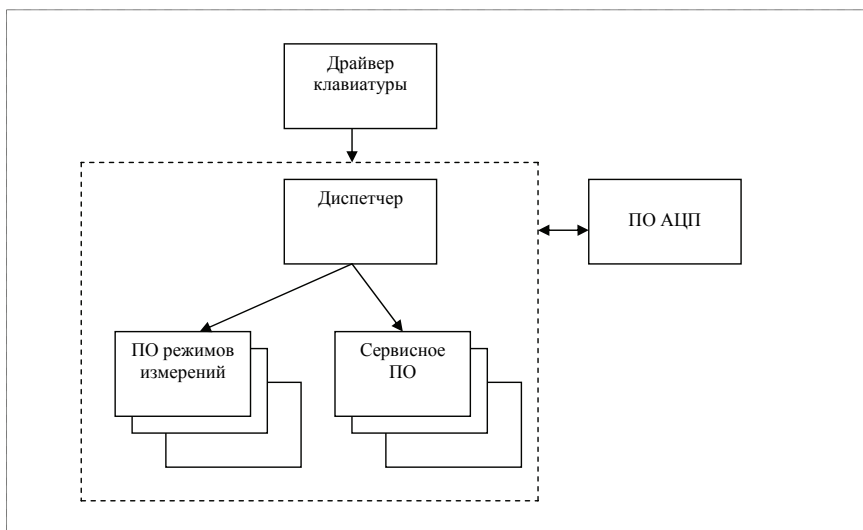 Драйвер
клавиатуры
Диспетчер
ПО АЦП
ПО режимов
измерений
Сервисное
ПО